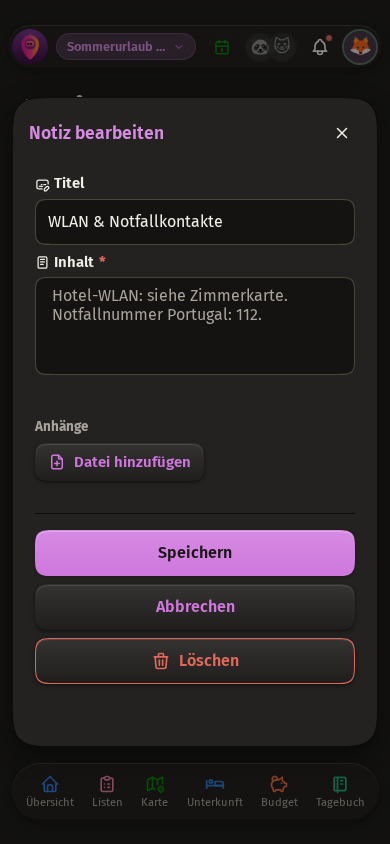 Sommerurlaub ...
Notiz bearbeiten
Titel
WLAN & Notfallkontakte
Inhalt *
Hotel-WLAN: siehe Zimmerkarte.
Notfallnummer Portugal: 112.
Anhänge
Datei hinzufügen
Speichern
Abbrechen
Löschen
Übersicht Listen Karte Unterkunft Budget Tagebuch